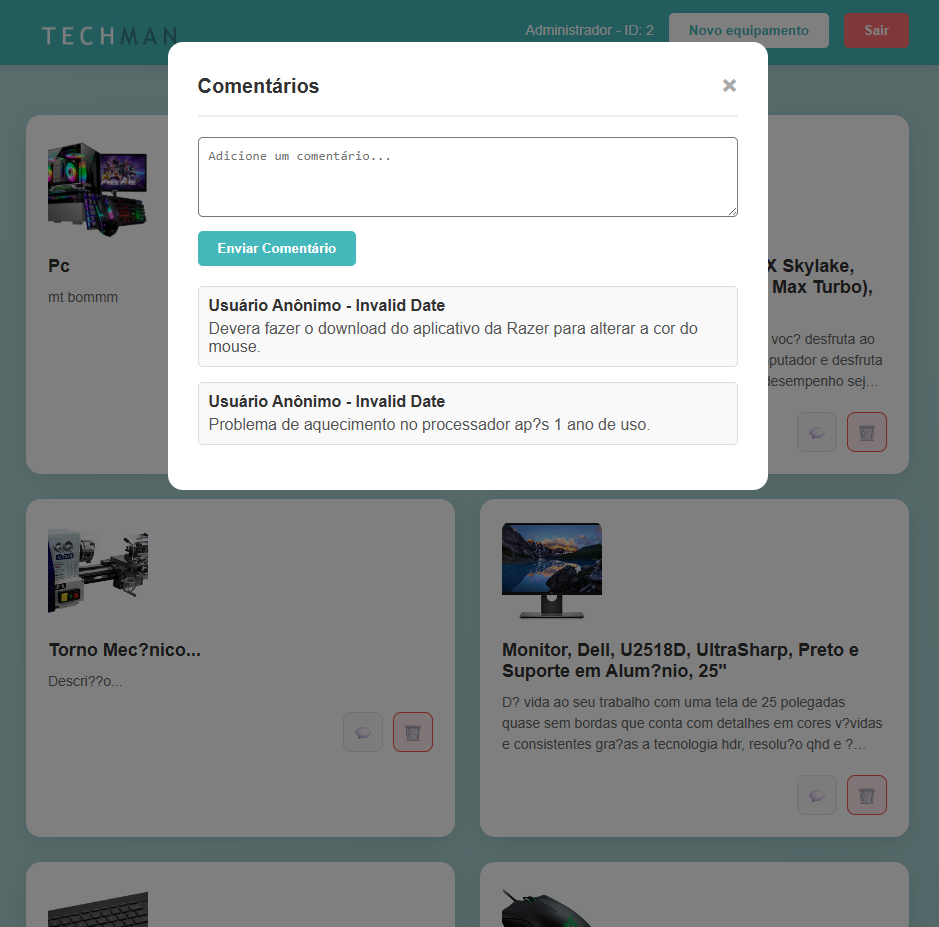 TECHMAN
Administrador - ID: 2
Novo equipamento
Sair
Comentários
×
Adicione um comentário...
Enviar Comentário
Usuário Anônimo - Invalid Date
Devera fazer o download do aplicativo da Razer para alterar a cor do
mouse.
Usuário Anônimo - Invalid Date
Problema de aquecimento no processador ap?s 1 ano de uso.
Pc
mt bommm
X Skylake,
Max Turbo),
voc? desfruta ao
putador e desfruta
desempenho sej...
Torno Mec?nico...
Descri??o...
Monitor, Dell, U2518D, UltraSharp, Preto e
Suporte em Alum?nio, 25"
D? vida ao seu trabalho com uma tela de 25 polegadas
quase sem bordas que conta com detalhes em cores v?vidas
e consistentes gra?as a tecnologia hdr, resolu?o qhd e ?...